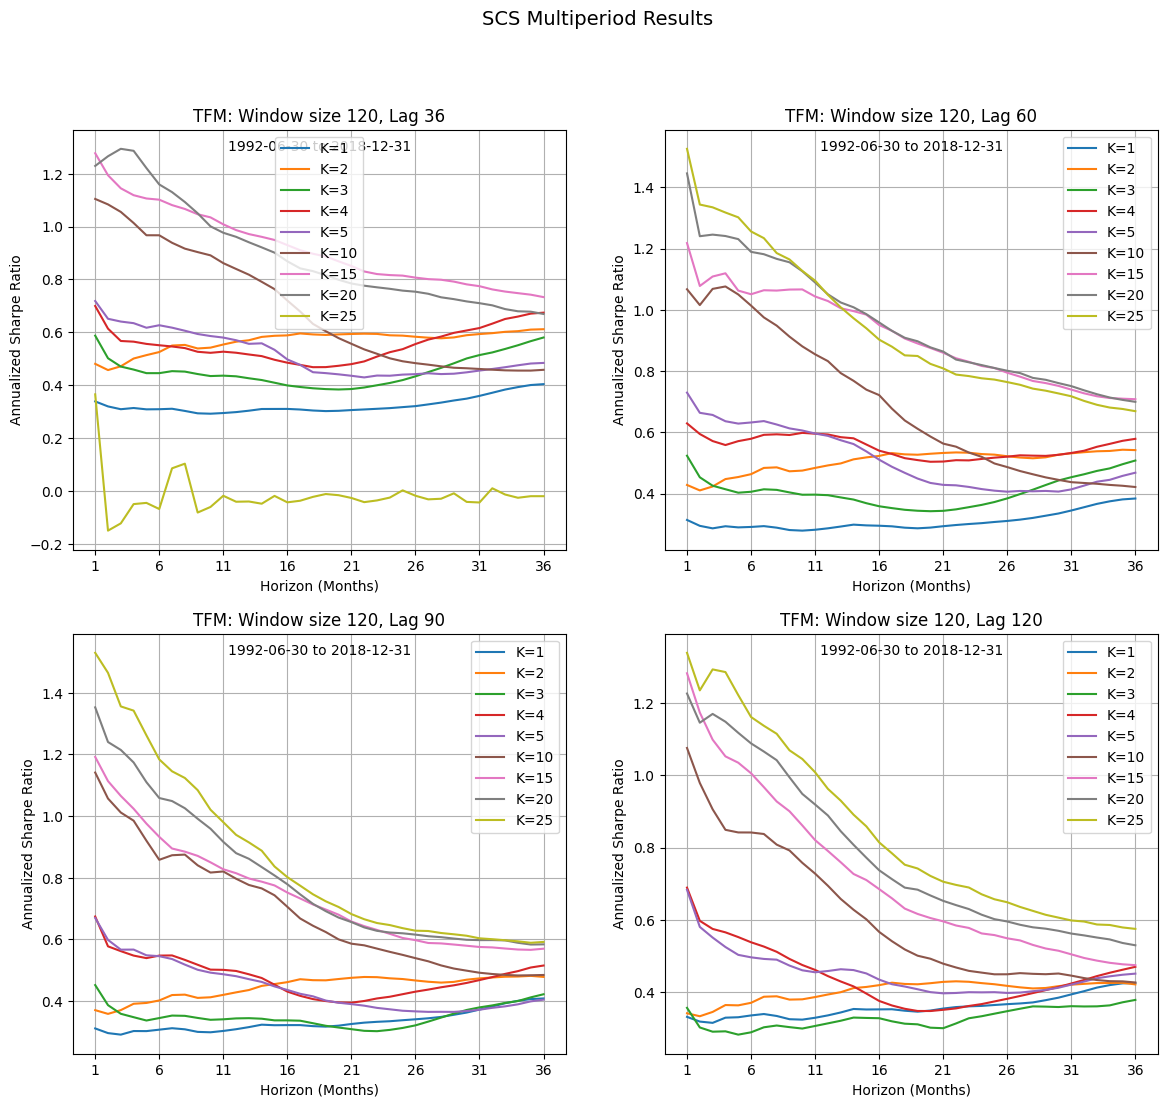 SCS Multiperiod Results
TFM: Window size 120, Lag 36
1992-06-30 to 2018-12-31
K=1
K=2
K=3
K=4
K=5
K=10
K=15
K=20
K=25
Annualized Sharpe Ratio
1.2
1.0
0.8
0.6
0.4
0.2
0.0
−0.2
1 6 11 16 21 26 31 36
Horizon (Months)
TFM: Window size 120, Lag 60
1992-06-30 to 2018-12-31
K=1
K=2
K=3
K=4
K=5
K=10
K=15
K=20
K=25
Annualized Sharpe Ratio
1.4
1.2
1.0
0.8
0.6
0.4
1 6 11 16 21 26 31 36
Horizon (Months)
TFM: Window size 120, Lag 90
1992-06-30 to 2018-12-31
K=1
K=2
K=3
K=4
K=5
K=10
K=15
K=20
K=25
Annualized Sharpe Ratio
1.4
1.2
1.0
0.8
0.6
0.4
1 6 11 16 21 26 31 36
Horizon (Months)
TFM: Window size 120, Lag 120
1992-06-30 to 2018-12-31
K=1
K=2
K=3
K=4
K=5
K=10
K=15
K=20
K=25
Annualized Sharpe Ratio
1.2
1.0
0.8
0.6
0.4
1 6 11 16 21 26 31 36
Horizon (Months)